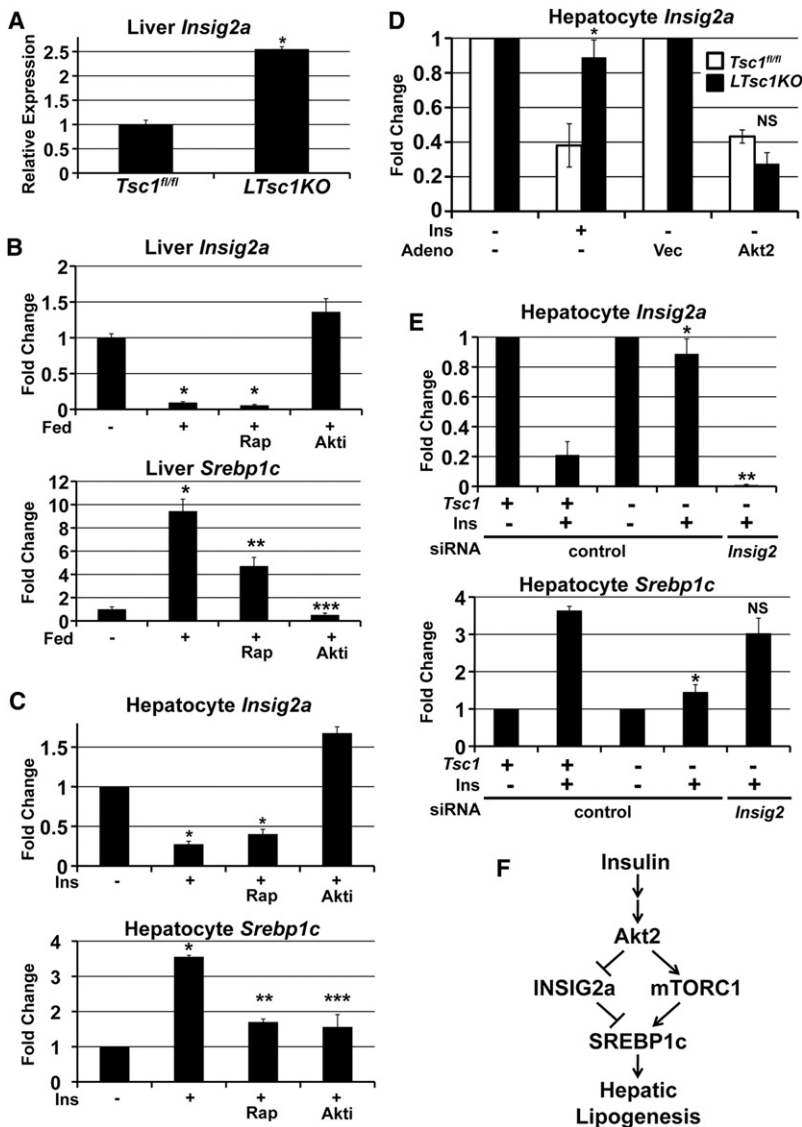 A
Liver Insig2a
Relative Expression
2.5
2
1.5
1
0.5
0
*
Tsc1fl/fl
LTsc1KO
B
Liver Insig2a
Fold Change
2
1.5
1
0.5
0
* *
Fed - + + +
Rap Akti
Liver Srebp1c
Fold Change
12
10
8
6
4
2
0
* ** ***
Fed - + + +
Rap Akti
C
Hepatocyte Insig2a
Fold Change
1.5
1
0.5
0
* *
Ins - + + +
Rap Akti
Hepatocyte Srebp1c
Fold Change
4
3
2
1
0
* ** ***
Ins - + + +
Rap Akti
D
Hepatocyte Insig2a
Fold Change
1
0.8
0.6
0.4
0.2
0
*
NS
Tsc1fl/fl
LTsc1KO
Ins - + - -
Adeno - - Vec Akt2
E
Hepatocyte Insig2a
Fold Change
1
0.8
0.6
0.4
0.2
0
* **
Tsc1 + + - - -
Ins - + - + +
siRNA control Insig2
Hepatocyte Srebp1c
Fold Change
4
3
2
1
0
* NS
Tsc1 + + - - -
Ins - + - + +
siRNA control Insig2
F
Insulin
Akt2
INSIG2a mTORC1
SREBP1c
Hepatic
Lipogenesis